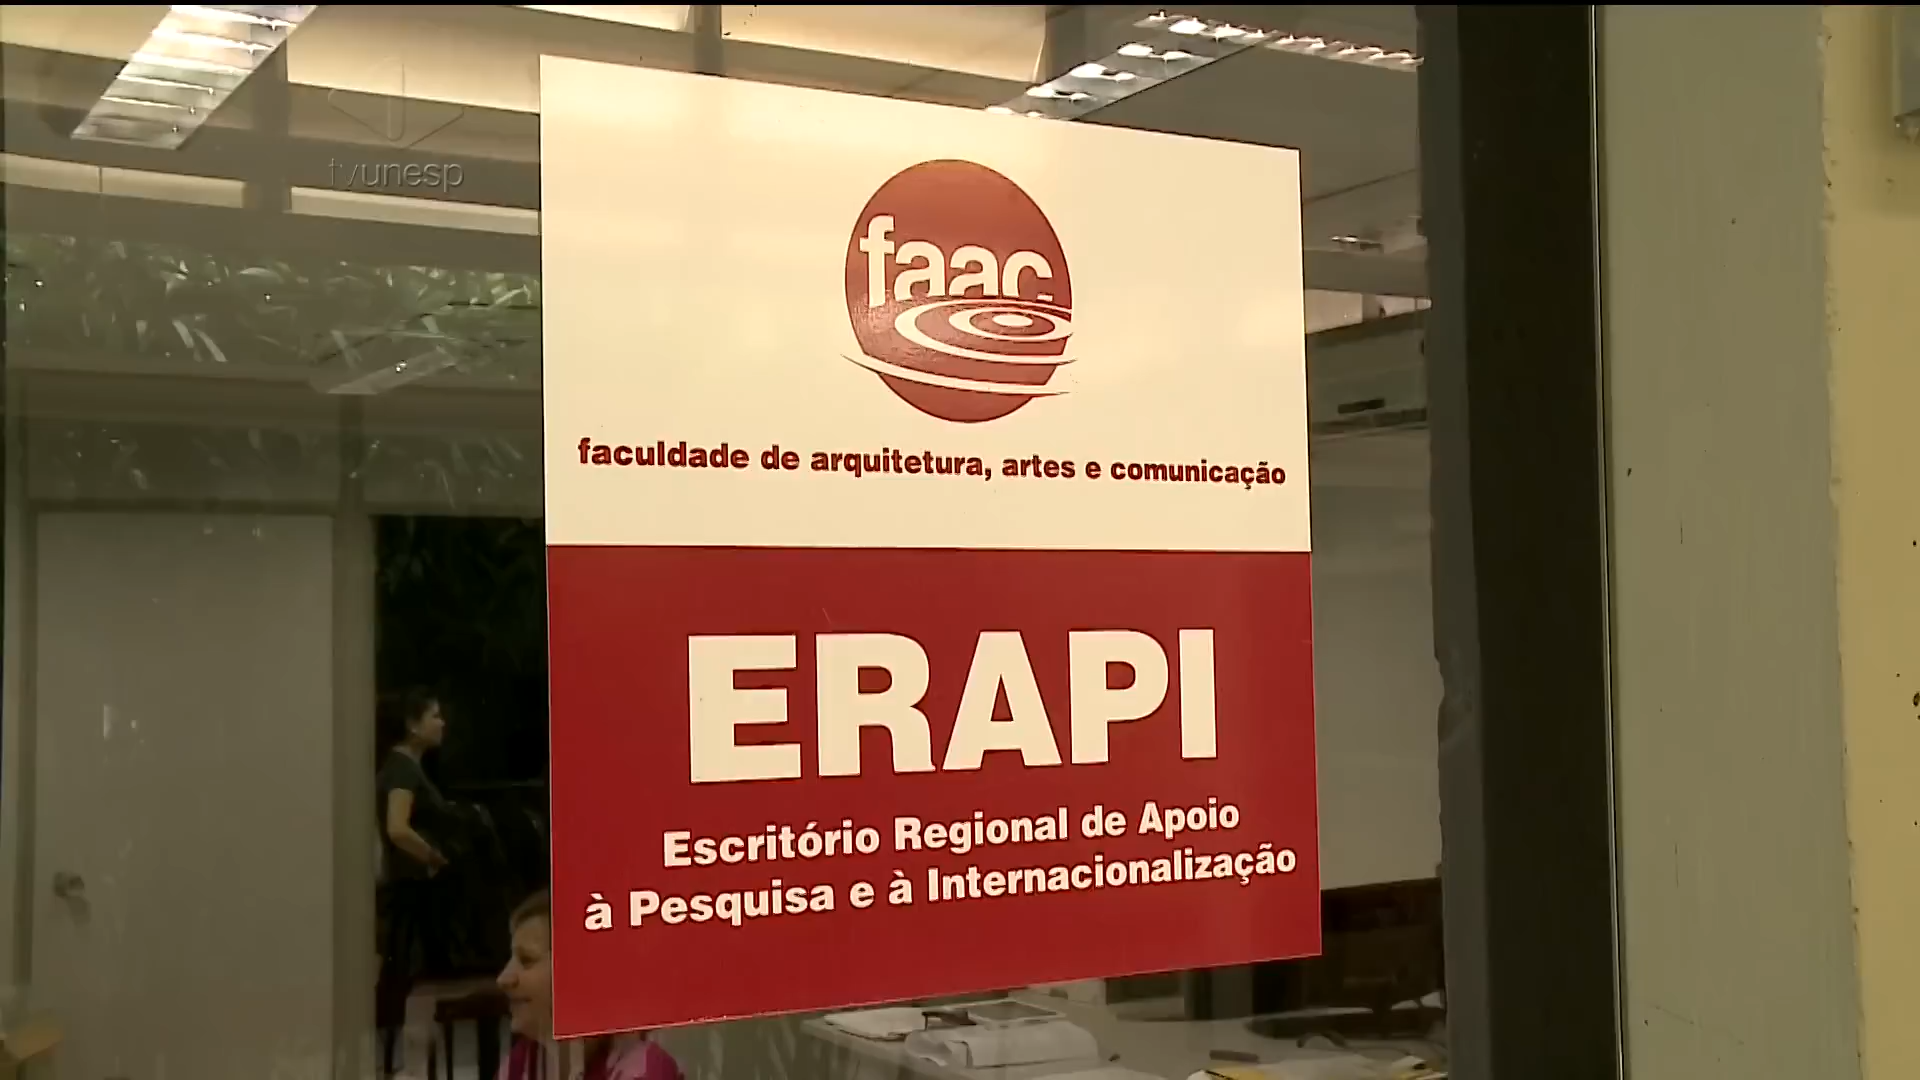 tvunesp
faac
faculdade de arquitetura, artes e comunicação
ERAPI
Escritório Regional de Apoio
à Pesquisa e à Internacionalização